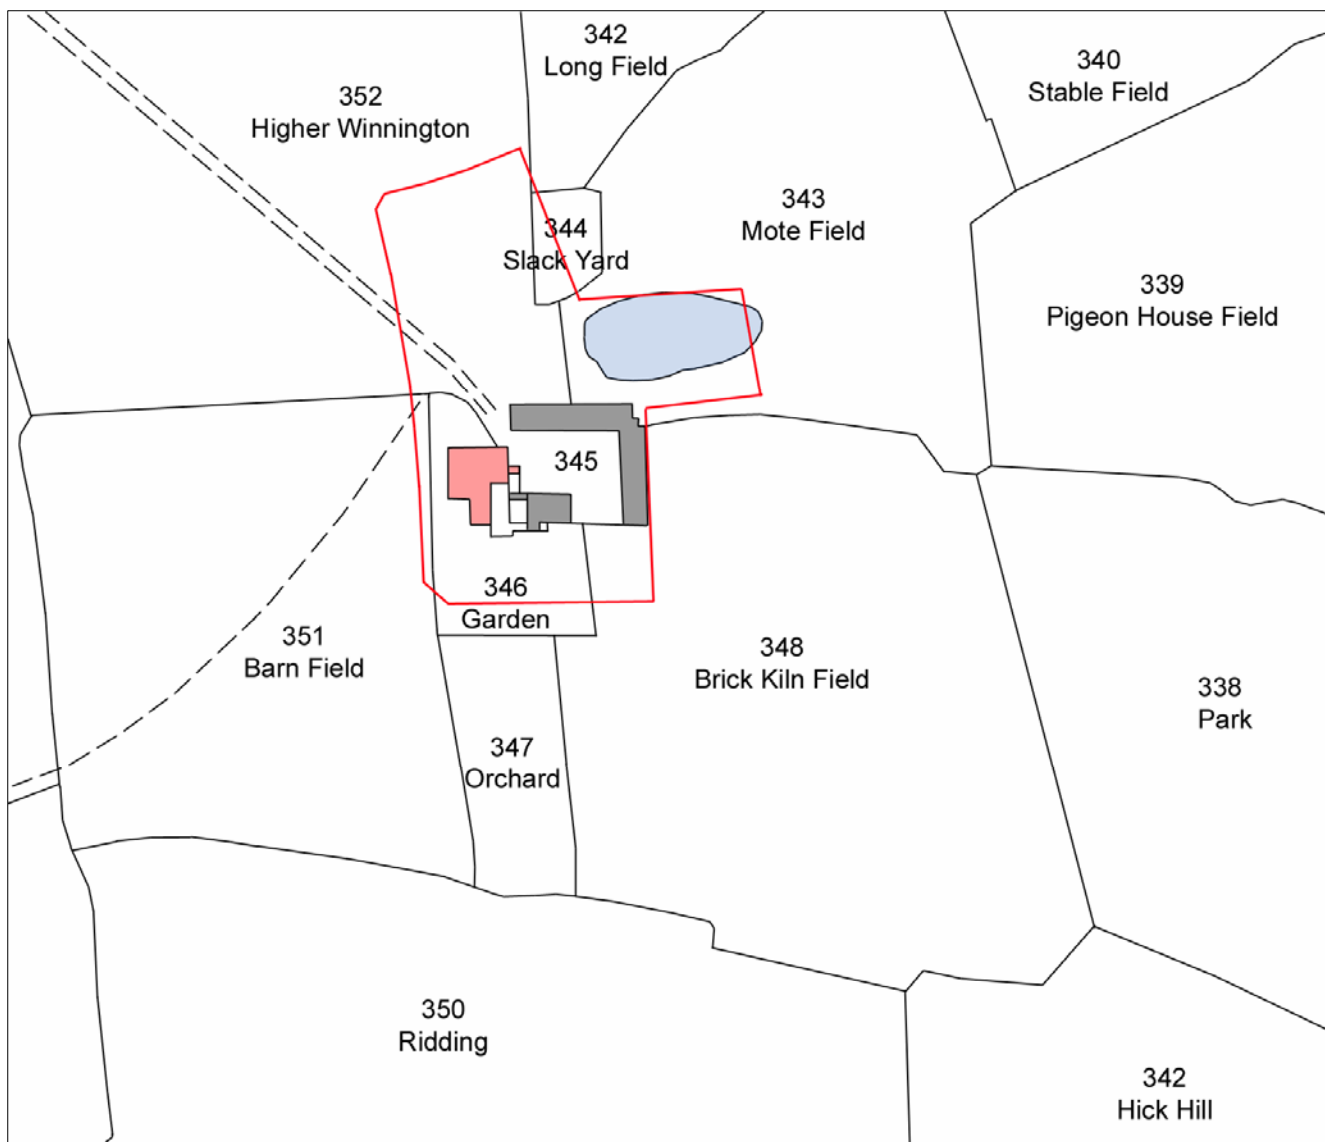 342
Long Field
340
Stable Field
352
Higher Winnington
343
Mote Field
344
Slack Yard
339
Pigeon House Field
345
346
Garden
351
Barn Field
348
Brick Kiln Field
338
Park
347
Orchard
350
Ridding
342
Hick Hill